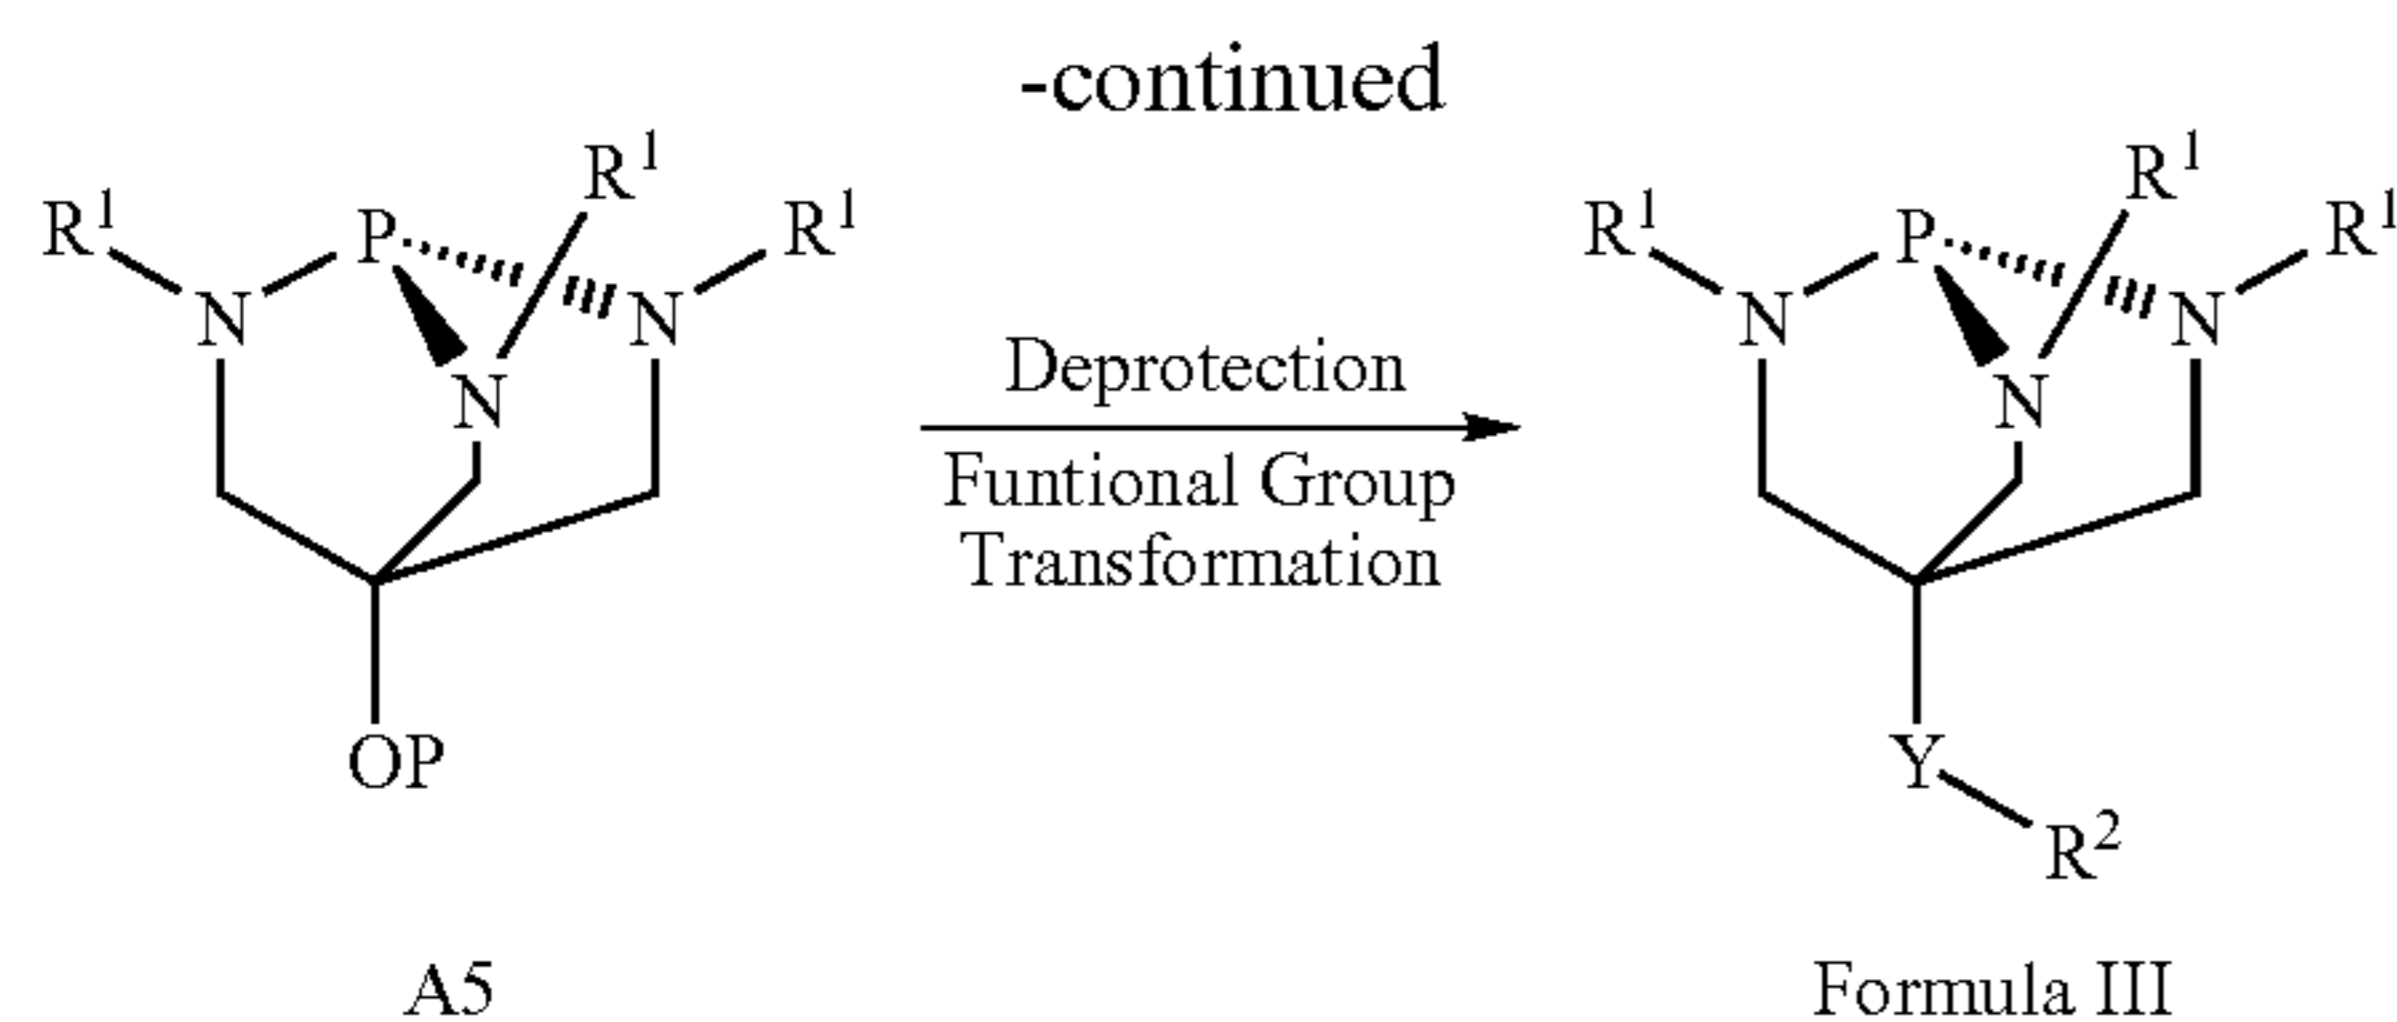 -continued
R¹ P R¹ R¹
N N N
OP
A5
Deprotection
Funtional Group
Transformation
R¹ P R¹ R¹
N N N
Y
R²
Formula III